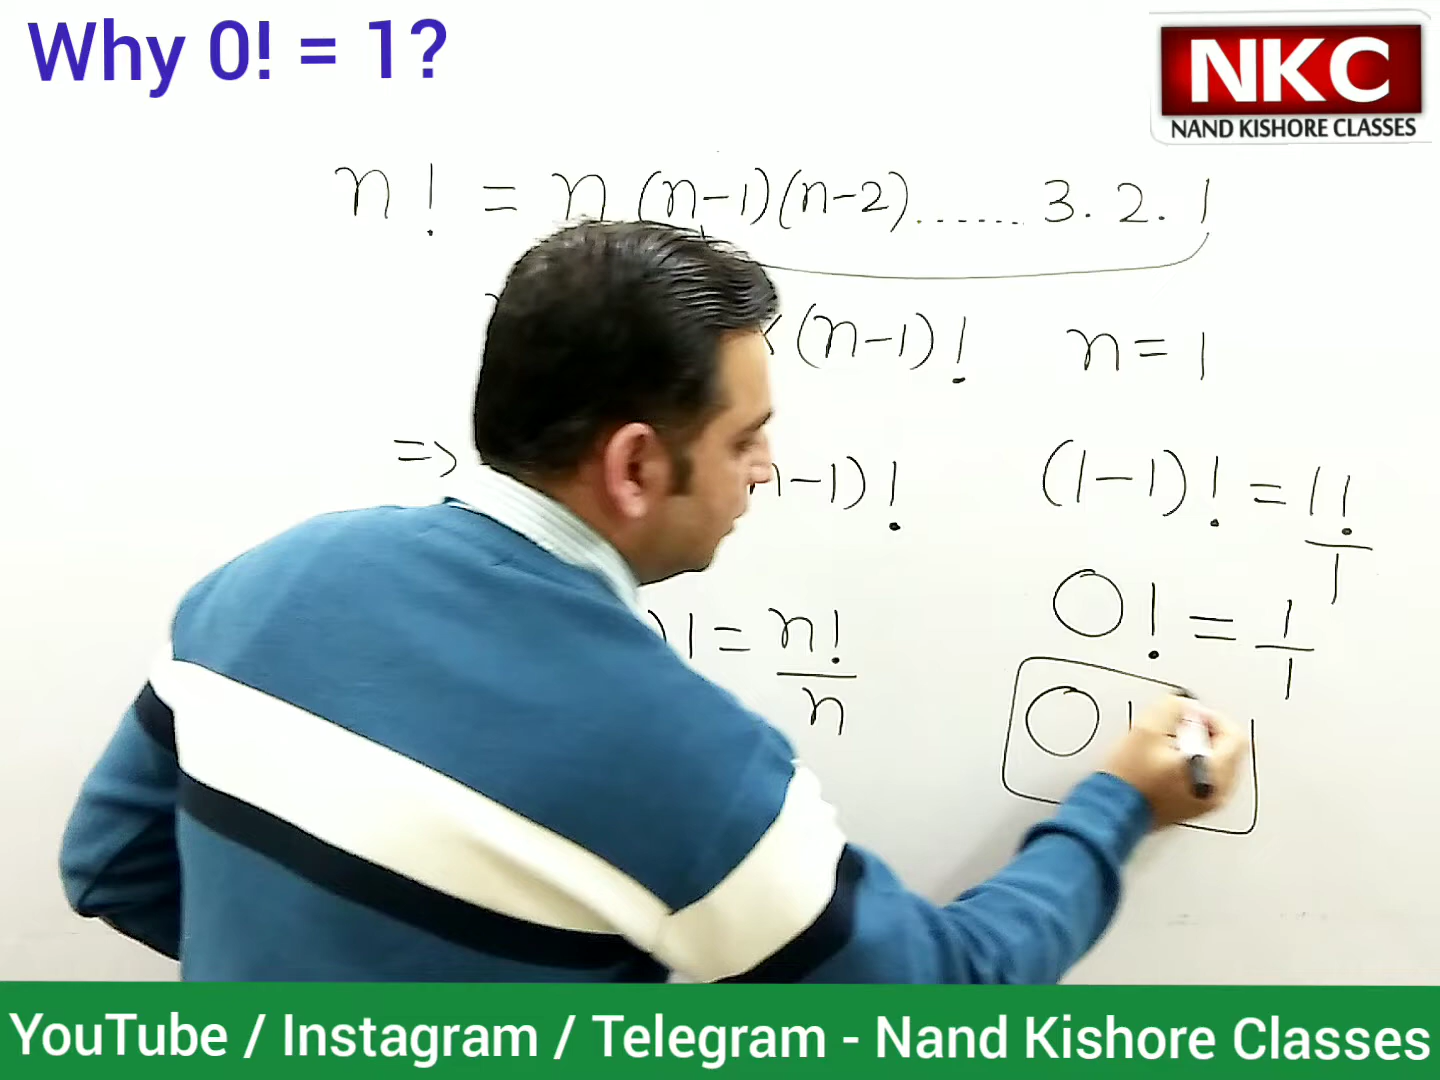 Why 0! = 1?
NKC
NAND KISHORE CLASSES
n! = n (n-1)(n-2)....... 3.2.1
(n-1)! n=1
=> -1)! (1-1)! = 1!/1
! = n!/n 0! = 1/1
0
YouTube / Instagram / Telegram - Nand Kishore Classes